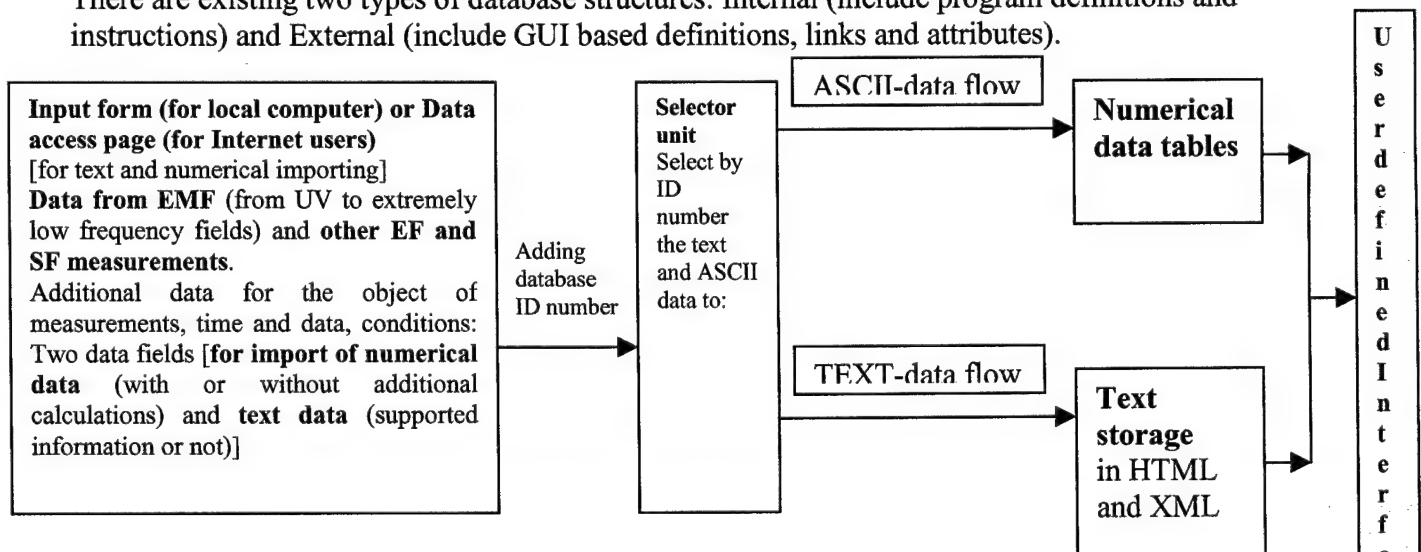 There are existing two types of database structures: Internal (include program definitions and
instructions) and External (include GUI based definitions, links and attributes).
Input form (for local computer) or Data
access page (for Internet users)
[for text and numerical importing]
Data from EMF (from UV to extremely
low frequency fields) and other EF and
SF measurements.
Additional data for the object of
measurements, time and data, conditions:
Two data fields [for import of numerical
data (with or without additional
calculations) and text data (supported
information or not)]
Adding
database
ID number
Selector
unit
Select by
ID
number
the text
and ASCII
data to:
ASCII-data flow
TEXT-data flow
Numerical
data tables
Text
storage
in HTML
and XML
U
s
e
r
d
e
f
i
n
e
d
I
n
t
e
r
f